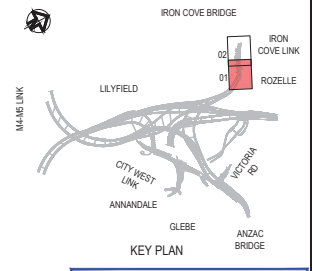 IRON COVE BRIDGE
IRON
COVE LINK
02
01
ROZELLE
LILYFIELD
M4-M5 LINK
VICTORIA
RD
CITY WEST
LINK
ANNANDALE
GLEBE
ANZAC
BRIDGE
KEY PLAN